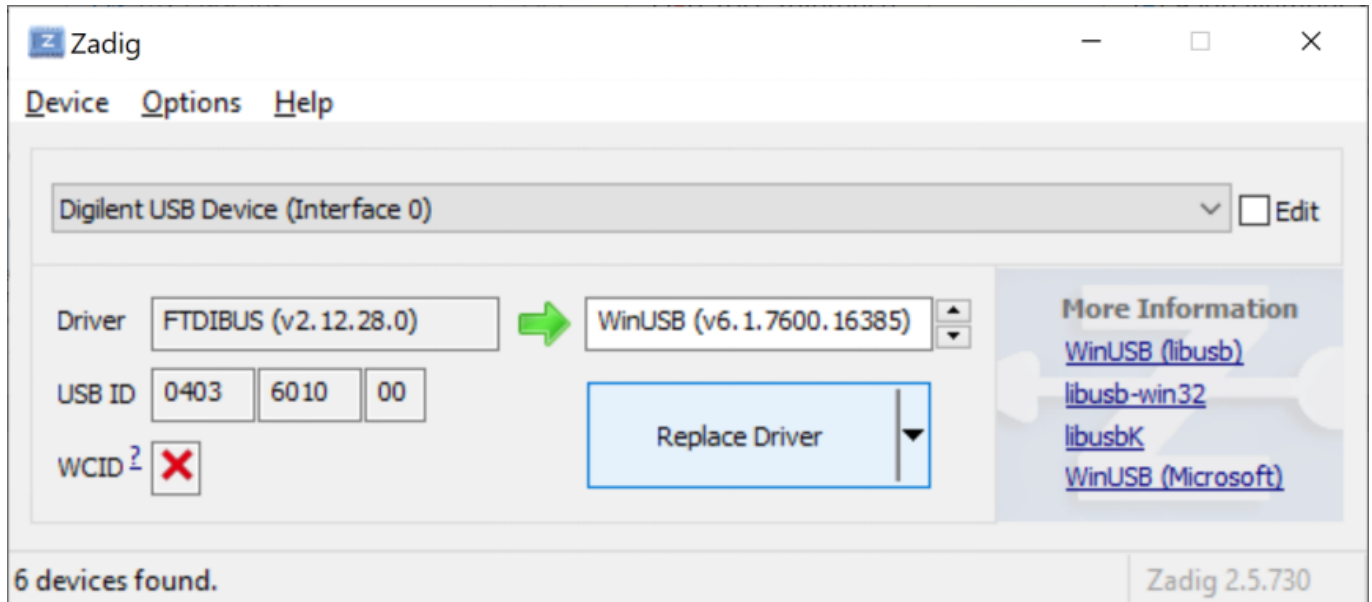 Zadig
Device Options Help
Digilent USB Device (Interface 0)
Edit
Driver FTDIBUS (v2.12.28.0) WinUSB (v6.1.7600.16385)
USB ID 0403 6010 00
WCID ?
Replace Driver
More Information
WinUSB (libusb)
libusb-win32
libusbK
WinUSB (Microsoft)
6 devices found.
Zadig 2.5.730